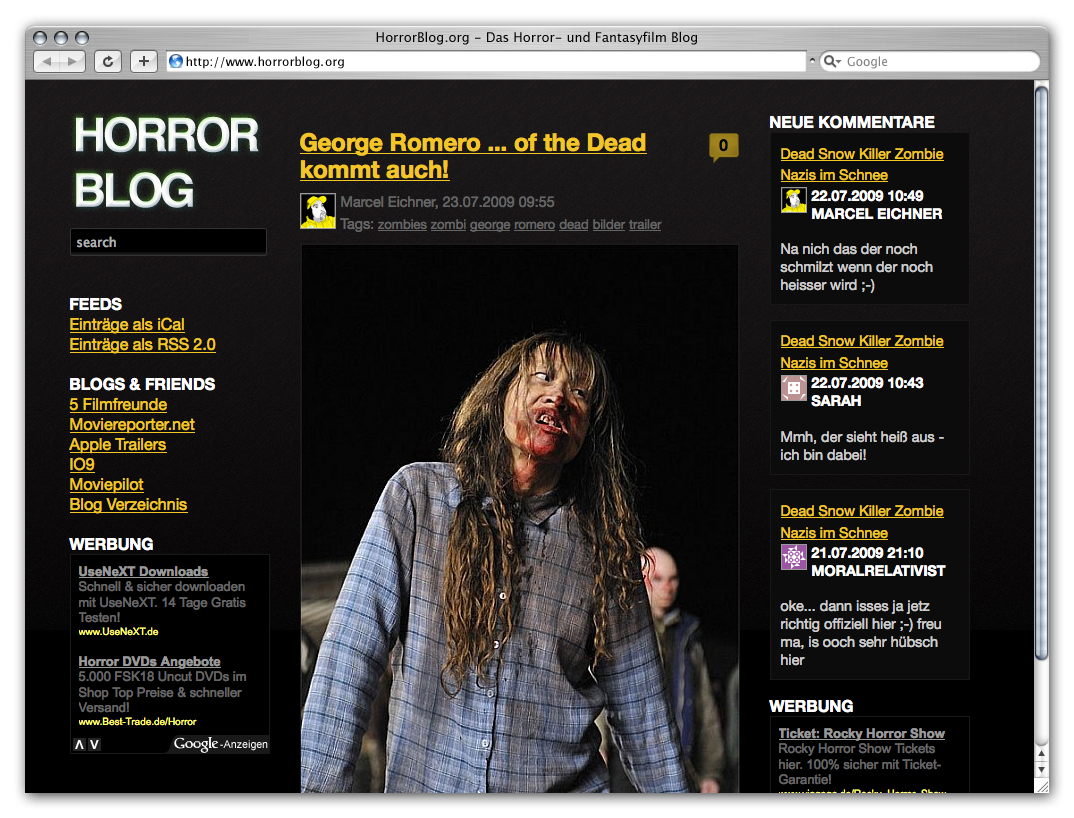 HorrorBlog.org – Das Horror- und Fantasyfilm Blog
http://www.horrorblog.org
Google
HORROR
BLOG
search
FEEDS
Einträge als iCal
Einträge als RSS 2.0
BLOGS & FRIENDS
5 Filmfreunde
Moviereporter.net
Apple Trailers
IO9
Moviepilot
Blog Verzeichnis
WERBUNG
UseNeXT Downloads
Schnell & sicher downloaden
mit UseNeXT. 14 Tage Gratis
Testen!
www.UseNeXT.de
Horror DVDs Angebote
5.000 FSK18 Uncut DVDs im
Shop Top Preise & schneller
Versand!
www.Best-Trade.de/Horror
Google-Anzeigen
George Romero ... of the Dead
kommt auch!
0
Marcel Eichner, 23.07.2009 09:55
Tags: zombies zombi george romero dead bilder trailer
NEUE KOMMENTARE
Dead Snow Killer Zombie
Nazis im Schnee
22.07.2009 10:49
MARCEL EICHNER
Na nich das der noch
schmilzt wenn der noch
heisser wird ;-)
Dead Snow Killer Zombie
Nazis im Schnee
22.07.2009 10:43
SARAH
Mmh, der sieht heiß aus -
ich bin dabei!
Dead Snow Killer Zombie
Nazis im Schnee
21.07.2009 21:10
MORALRELATIVIST
oke... dann isses ja jetz
richtig offiziell hier ;-) freu
ma, is ooch sehr hübsch
hier
WERBUNG
Ticket: Rocky Horror Show
Rocky Horror Show Tickets
hier. 100% sicher mit Ticket-
Garantie!